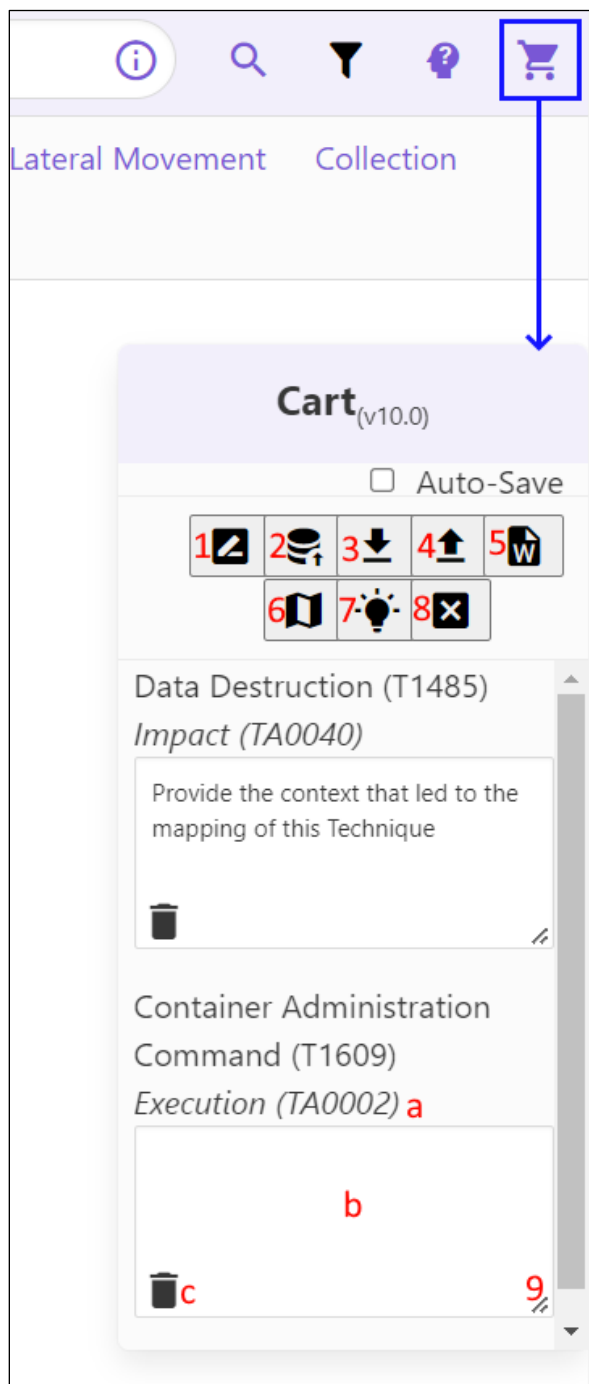 Lateral Movement Collection
Cart(v10.0)
Auto-Save
1 2 3 4 5 W
6 7 8
Data Destruction (T1485)
Impact (TA0040)
Provide the context that led to the
mapping of this Technique
Container Administration
Command (T1609)
Execution (TA0002) a
b
c 9